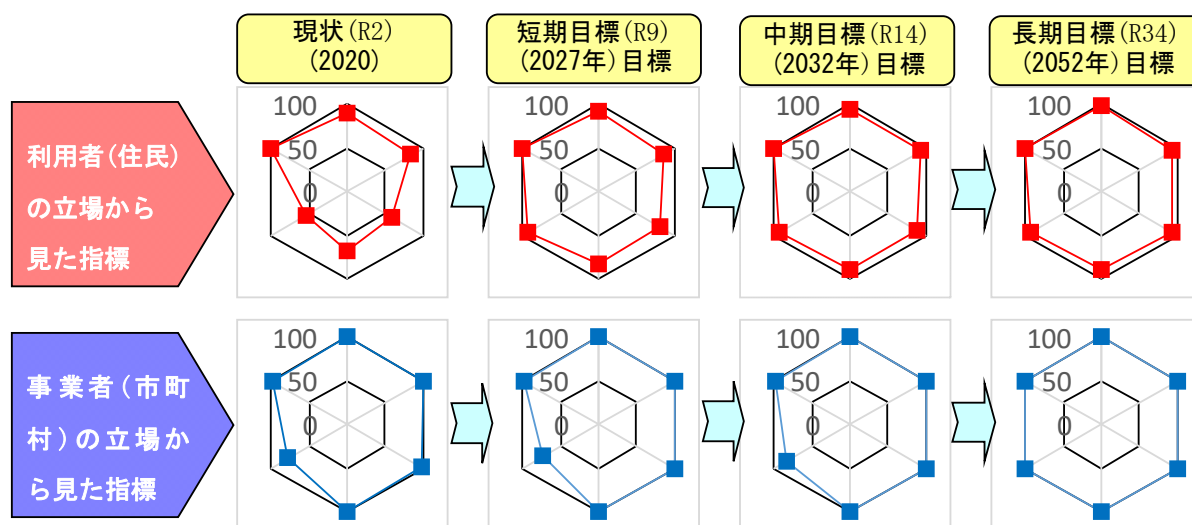 現状(R2)
(2020)
短期目標(R9)
(2027年)目標
中期目標(R14)
(2032年)目標
長期目標(R34)
(2052年)目標
利用者(住民)
の立場から
見た指標
100
50
0
100
50
0
100
50
0
100
50
0
事業者(市町
村)の立場か
ら見た指標
100
50
0
100
50
0
100
50
0
100
50
0